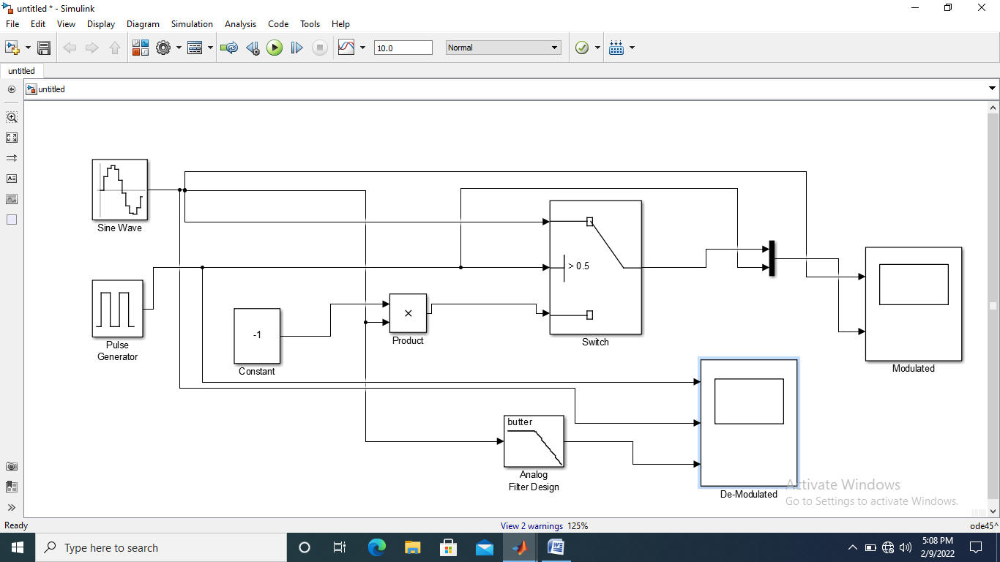 untitled * - Simulink
File Edit View Display Diagram Simulation Analysis Code Tools Help
10.0 Normal
untitled
untitled
Sine Wave
> 0.5
Pulse
Generator
-1
Constant
×
Product
Switch
Modulated
butter
Analog
Filter Design
De-Modulated
Activate Windows
Go to Settings to activate Windows.
Ready View 2 warnings 125% ode45^
Type here to search
5:08 PM
2/9/2022